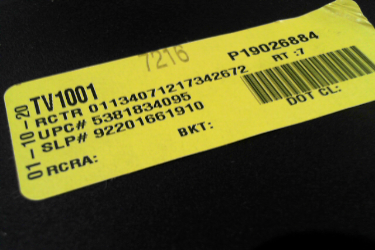 7216
P19026884
01-10-20
TV1001
RT :7
RCTR 01134071217342672
UPC# 5381834095
SLP# 92201661910
DOT CL:
BKT:
RCRA: